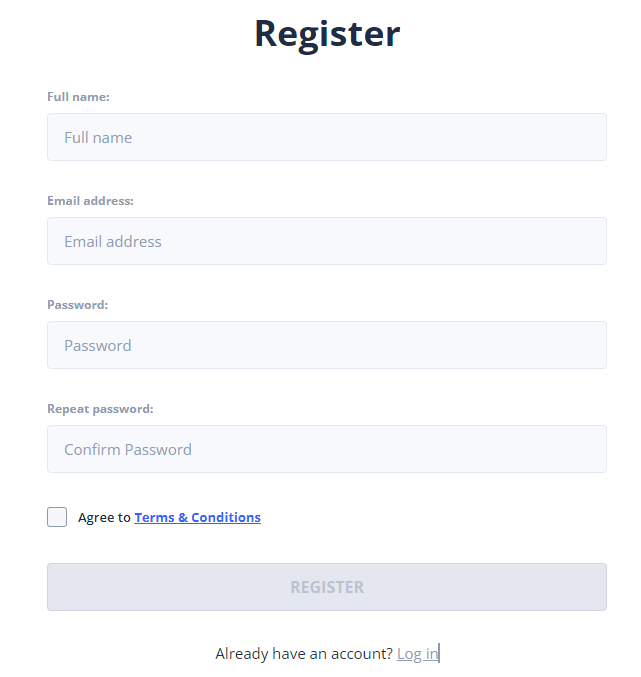 Register
Full name:
Full name
Email address:
Email address
Password:
Password
Repeat password:
Confirm Password
Agree to Terms & Conditions
REGISTER
Already have an account? Log in